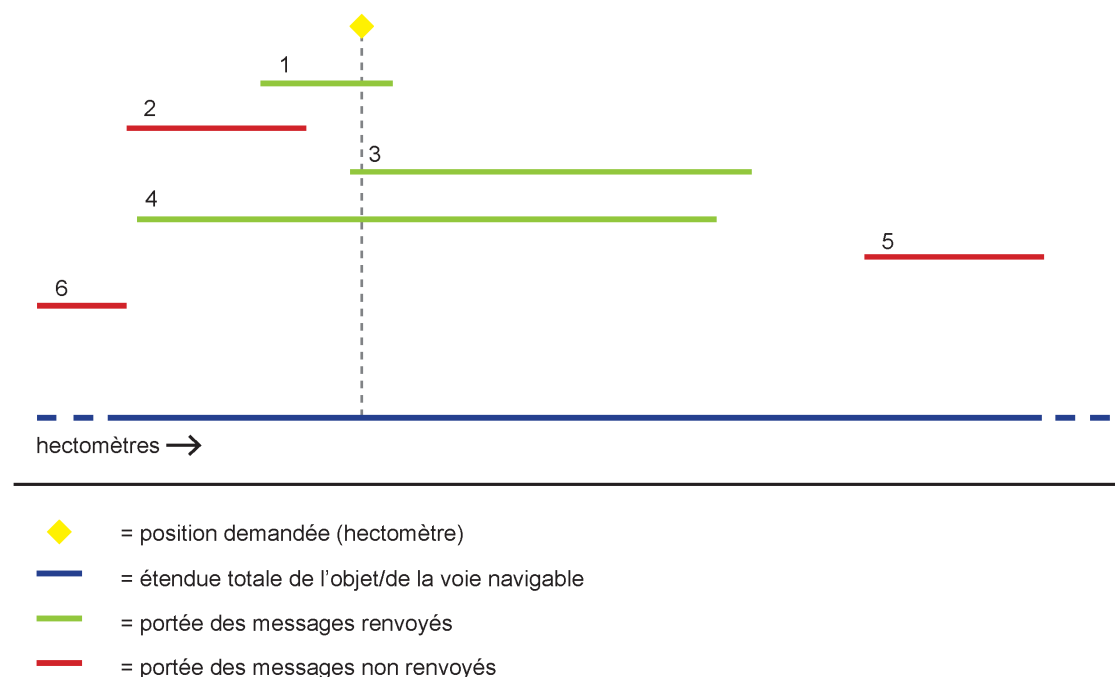 1
2
3
4
5
6
hectomètres
= position demandée (hectomètre)
= étendue totale de l'objet/de la voie navigable
= portée des messages renvoyés
= portée des messages non renvoyés